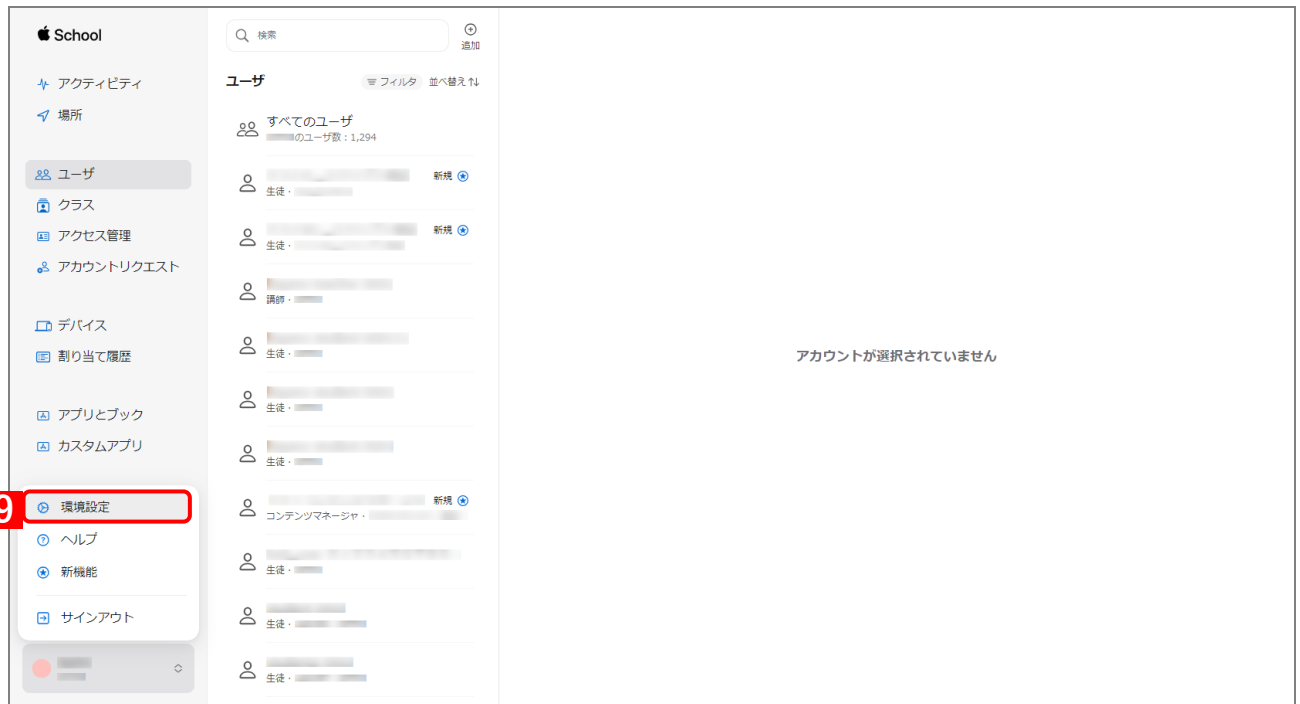 School
アクティビティ
場所
ユーザ
クラス
アクセス管理
アカウントリクエスト
デバイス
割り当て履歴
アプリとブック
カスタムアプリ
9
環境設定
ヘルプ
新機能
サインアウト
検索
追加
ユーザ
フィルタ 並べ替え
すべてのユーザ
のユーザ数：1,294
新規
生徒・
新規
生徒・
講師・
生徒・
生徒・
生徒・
新規
コンテンツマネージャ・
生徒・
生徒・
生徒・
アカウントが選択されていません